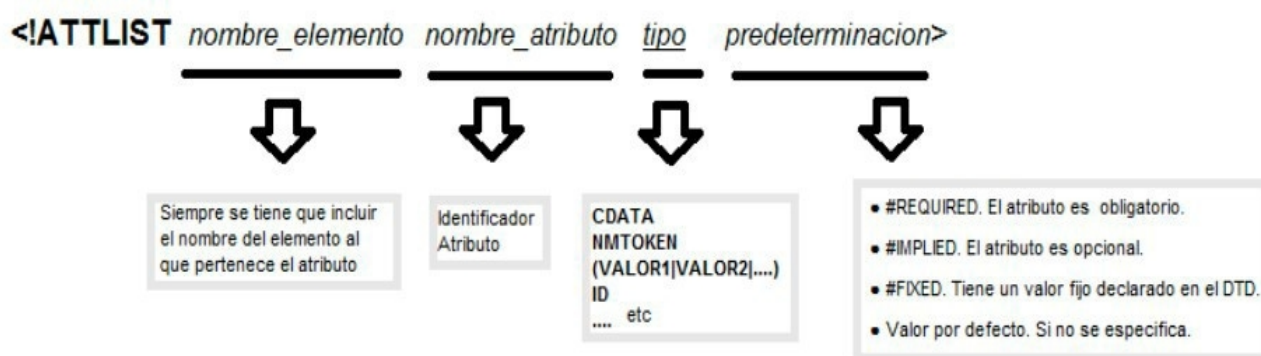 <!ATTLIST nombre_elemento nombre_atributo tipo predeterminacion>
Siempre se tiene que incluir
el nombre del elemento al
que pertenece el atributo
Identificador
Atributo
CDATA
NMTOKEN
(VALOR1|VALOR2|....)
ID
.... etc
• #REQUIRED. El atributo es obligatorio.
• #IMPLIED. El atributo es opcional.
• #FIXED. Tiene un valor fijo declarado en el DTD.
• Valor por defecto. Si no se especifica.